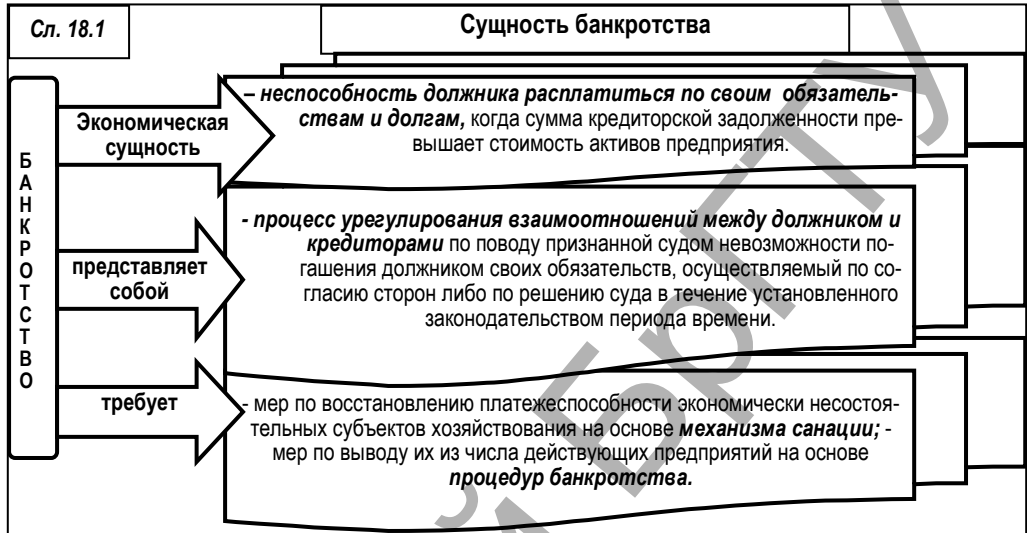 Сл. 18.1
Сущность банкротства
БАНКРОТСТВО
Экономическая
сущность
– неспособность должника расплатиться по своим обязатель-
ствам и долгам, когда сумма кредиторской задолженности пре-
вышает стоимость активов предприятия.
представляет
собой
- процесс урегулирования взаимоотношений между должником и
кредиторами по поводу признанной судом невозможности по-
гашения должником своих обязательств, осуществляемый по со-
гласию сторон либо по решению суда в течение установленного
законодательством периода времени.
требует
- мер по восстановлению платежеспособности экономически несостоя-
тельных субъектов хозяйствования на основе механизма санации; -
мер по выводу их из числа действующих предприятий на основе
процедур банкротства.
й БрГТУ